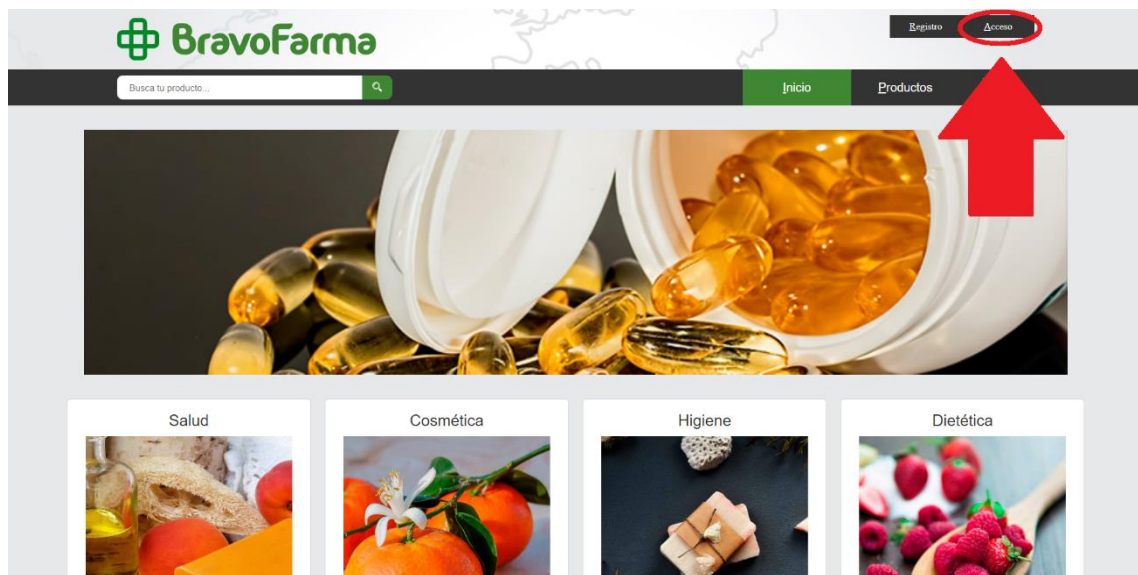 BravoFarma
Registro Acceso
Busca tu producto...
Inicio Productos
Salud Cosmética Higiene Dietética